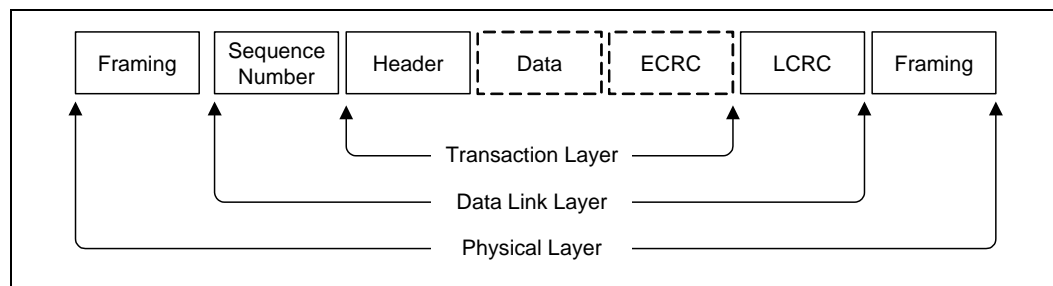 Framing
Sequence
Number
Header
Data
ECRC
LCRC
Framing
Transaction Layer
Data Link Layer
Physical Layer